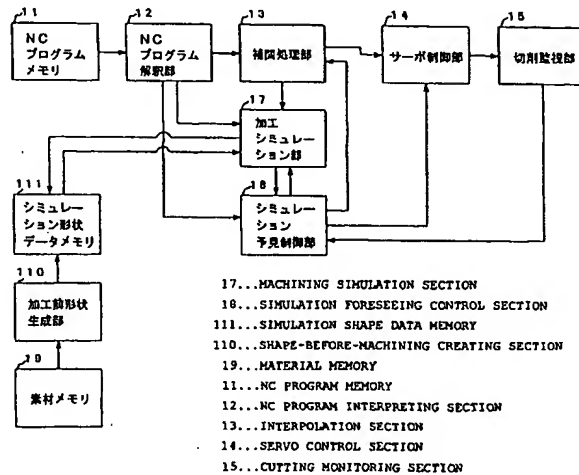 11
NC
プログラム
メモリ
12
NC
プログラム
解釈部
13
補間処理部
14
サーボ制御部
15
切削監視部
17
加工
シミュレー
ション部
18
シミュレー
ション
予見制御部
111
シミュレー
ション形状
データメモリ
110
加工前形状
生成部
19
素材メモリ
17...MACHINING SIMULATION SECTION
18...SIMULATION FORESEEING CONTROL SECTION
111...SIMULATION SHAPE DATA MEMORY
110...SHAPE-BEFORE-MACHINING CREATING SECTION
19...MATERIAL MEMORY
11...NC PROGRAM MEMORY
12...NC PROGRAM INTERPRETING SECTION
13...INTERPOLATION SECTION
14...SERVO CONTROL SECTION
15...CUTTING MONITORING SECTION